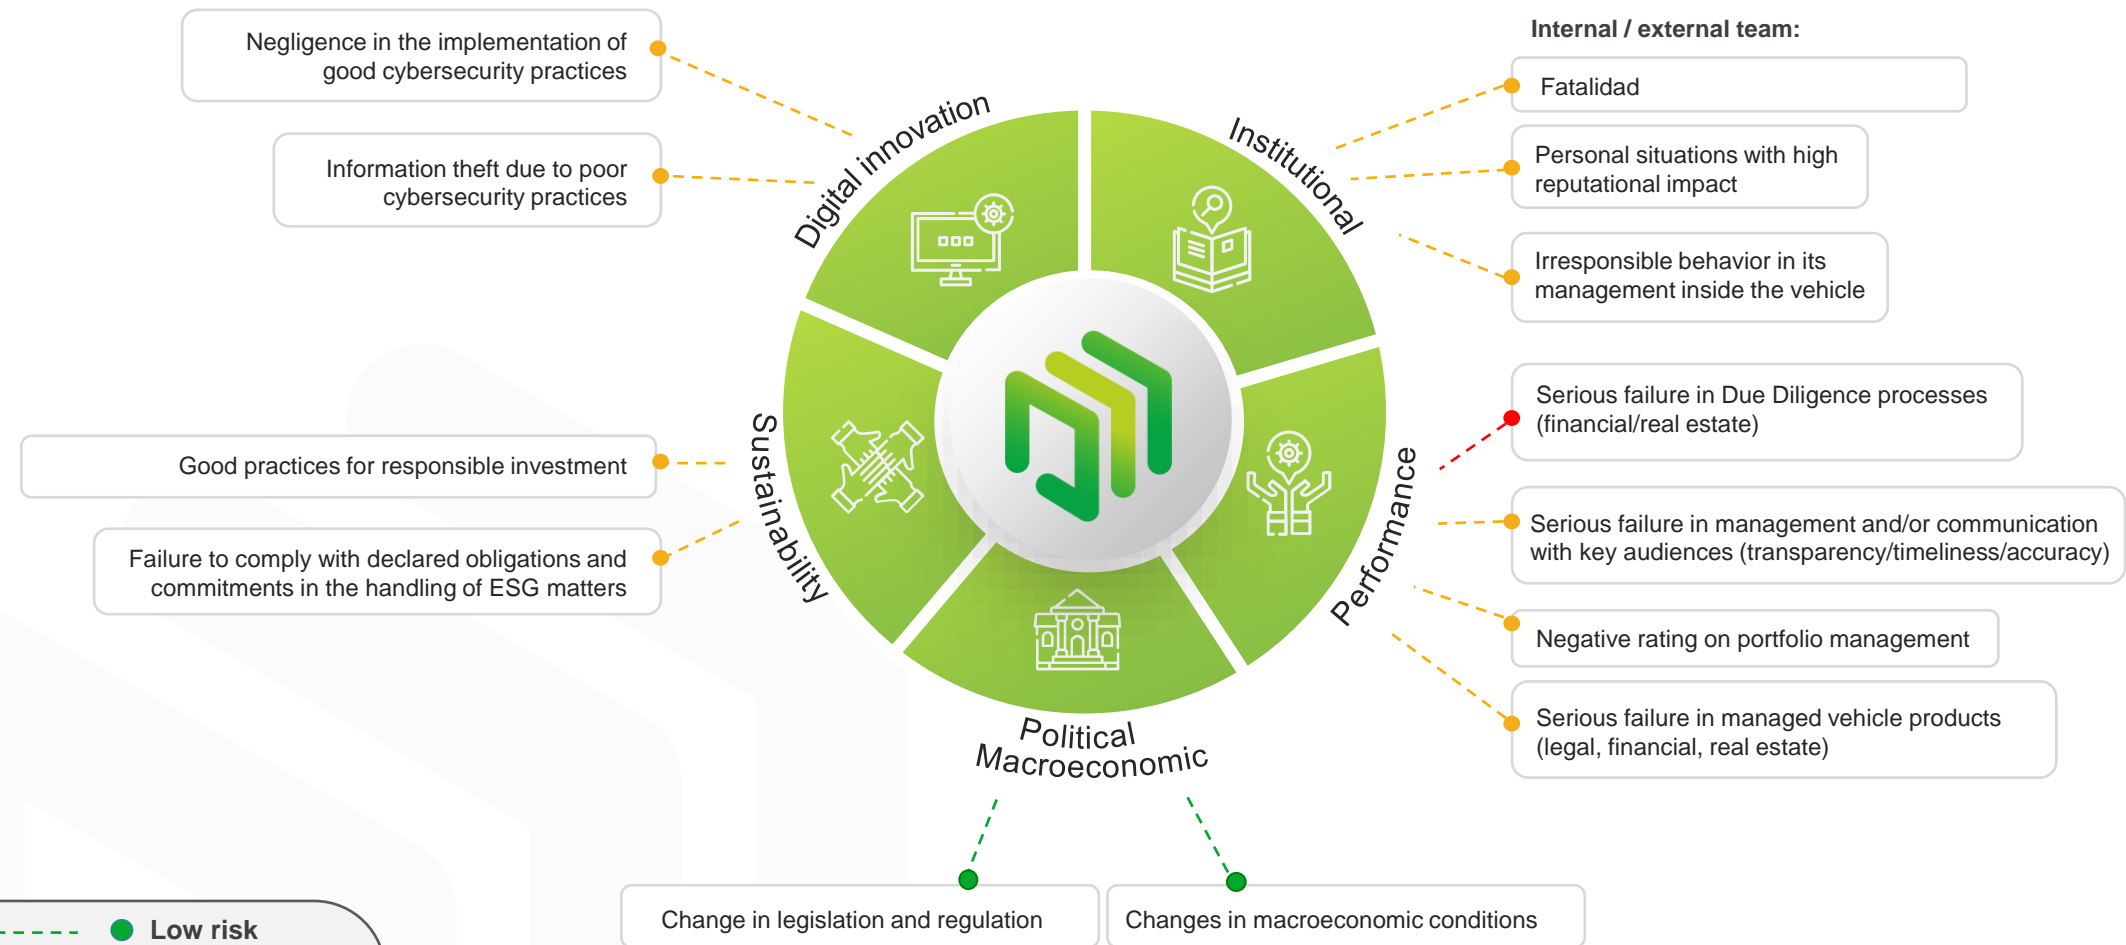 Negligence in the implementation of
good cybersecurity practices
Information theft due to poor
cybersecurity practices
Good practices for responsible investment
Failure to comply with declared obligations and
commitments in the handling of ESG matters
Digital innovation
Institutional
Sustainability
Performance
Political
Macroeconomic
Internal / external team:
Fatalidad
Personal situations with high
reputational impact
Irresponsible behavior in its
management inside the vehicle
Serious failure in Due Diligence processes
(financial/real estate)
Serious failure in management and/or communication
with key audiences (transparency/timeliness/accuracy)
Negative rating on portfolio management
Serious failure in managed vehicle products
(legal, financial, real estate)
Change in legislation and regulation
Changes in macroeconomic conditions
Low risk